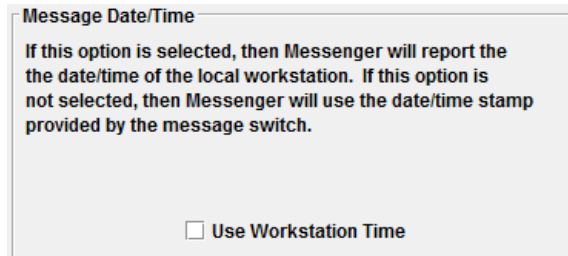 Message Date/Time
If this option is selected, then Messenger will report the
the date/time of the local workstation.  If this option is
not selected, then Messenger will use the date/time stamp
provided by the message switch.
Use Workstation Time